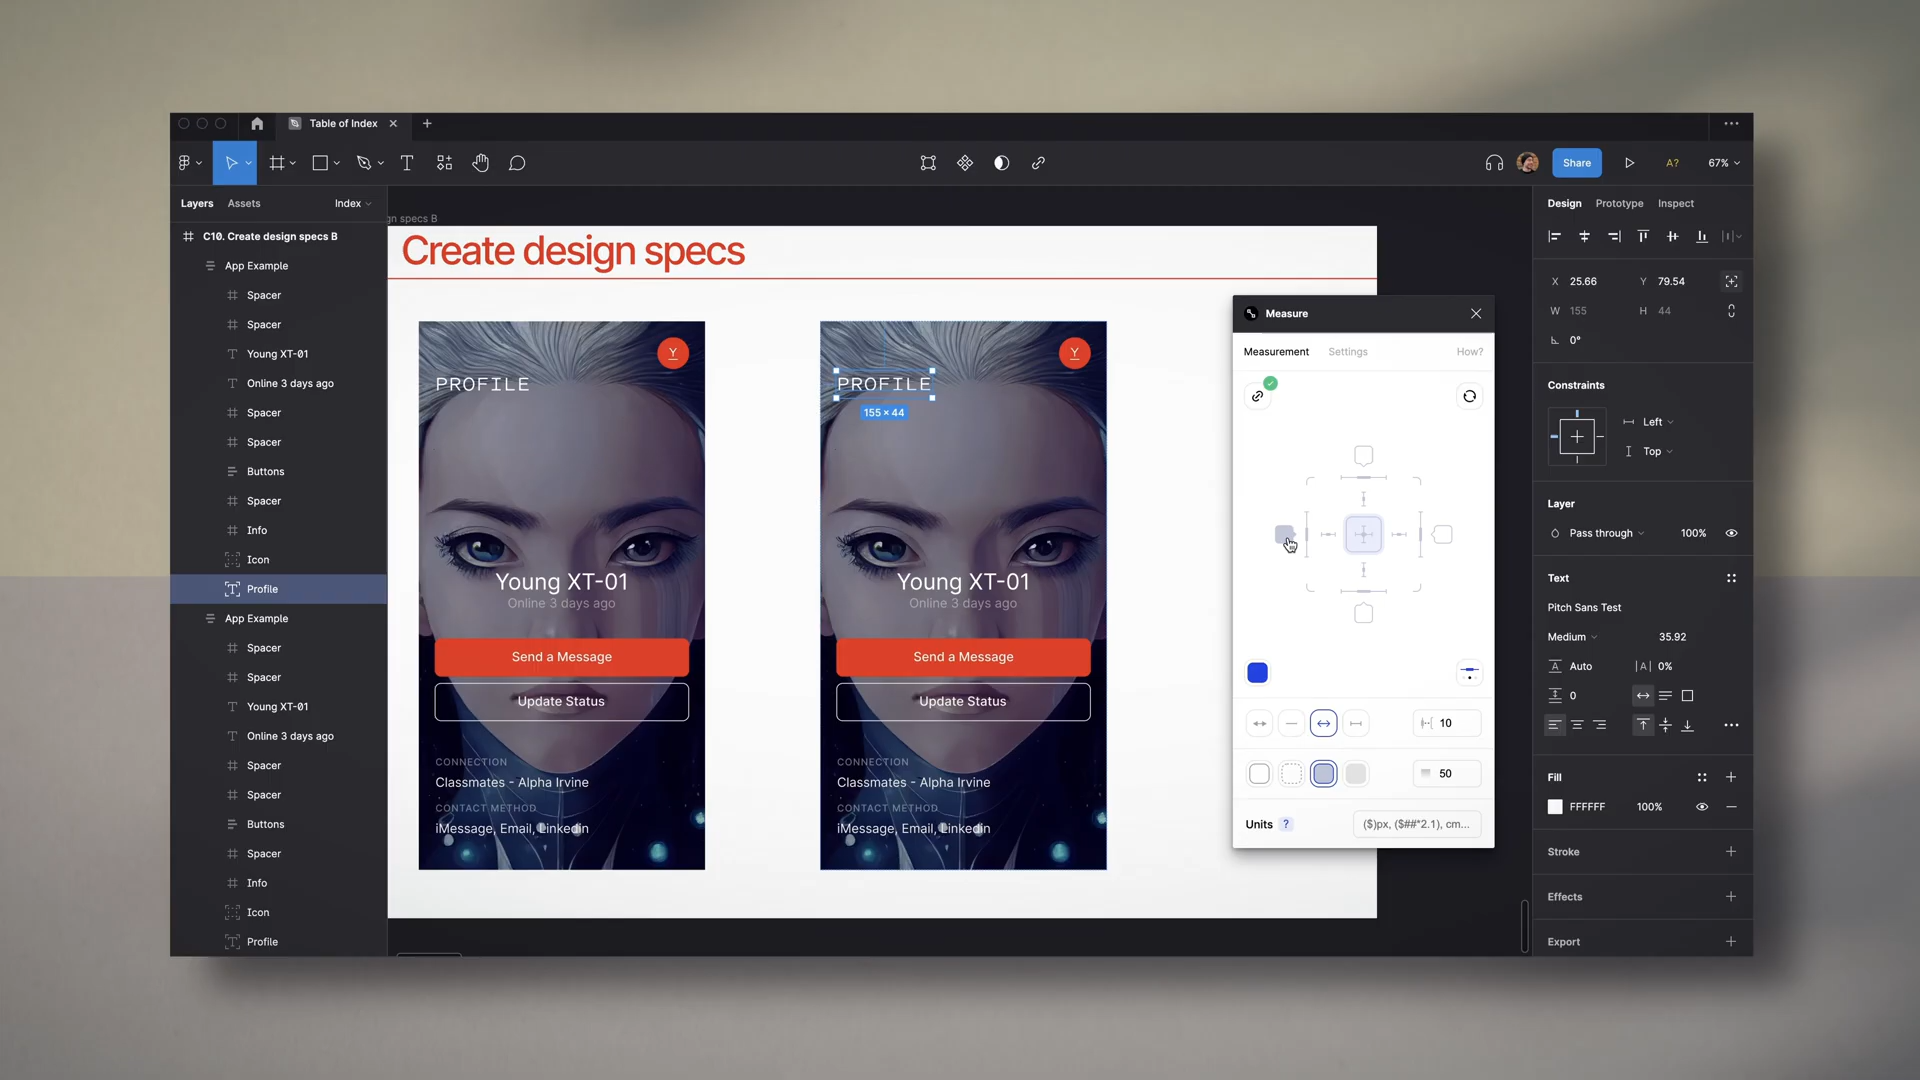 Table of Index
Share
A?
67%
Layers
Assets
Index
C10. Create design specs B
App Example
Spacer
Spacer
Young XT-01
Online 3 days ago
Spacer
Spacer
Buttons
Spacer
Info
Icon
Profile
App Example
Spacer
Spacer
Young XT-01
Online 3 days ago
Spacer
Spacer
Buttons
Spacer
Info
Icon
Profile
gn specs B
Create design specs
Y
PROFILE
Young XT-01
Online 3 days ago
Send a Message
Update Status
CONNECTION
Classmates - Alpha Irvine
CONTACT METHOD
iMessage, Email, Linkedin
Y
PROFILE
155 × 44
Young XT-01
Online 3 days ago
Send a Message
Update Status
CONNECTION
Classmates - Alpha Irvine
CONTACT METHOD
iMessage, Email, Linkedin
Measure
Measurement
Settings
How?
10
50
Units ?
($)px, ($##*2.1), cm...
Design
Prototype
Inspect
X 25.66
Y 79.54
W 155
H 44
0°
Constraints
Left
Top
Layer
Pass through
100%
Text
Pitch Sans Test
Medium
35.92
Auto
0%
0
Fill
FFFFFF
100%
Stroke
Effects
Export